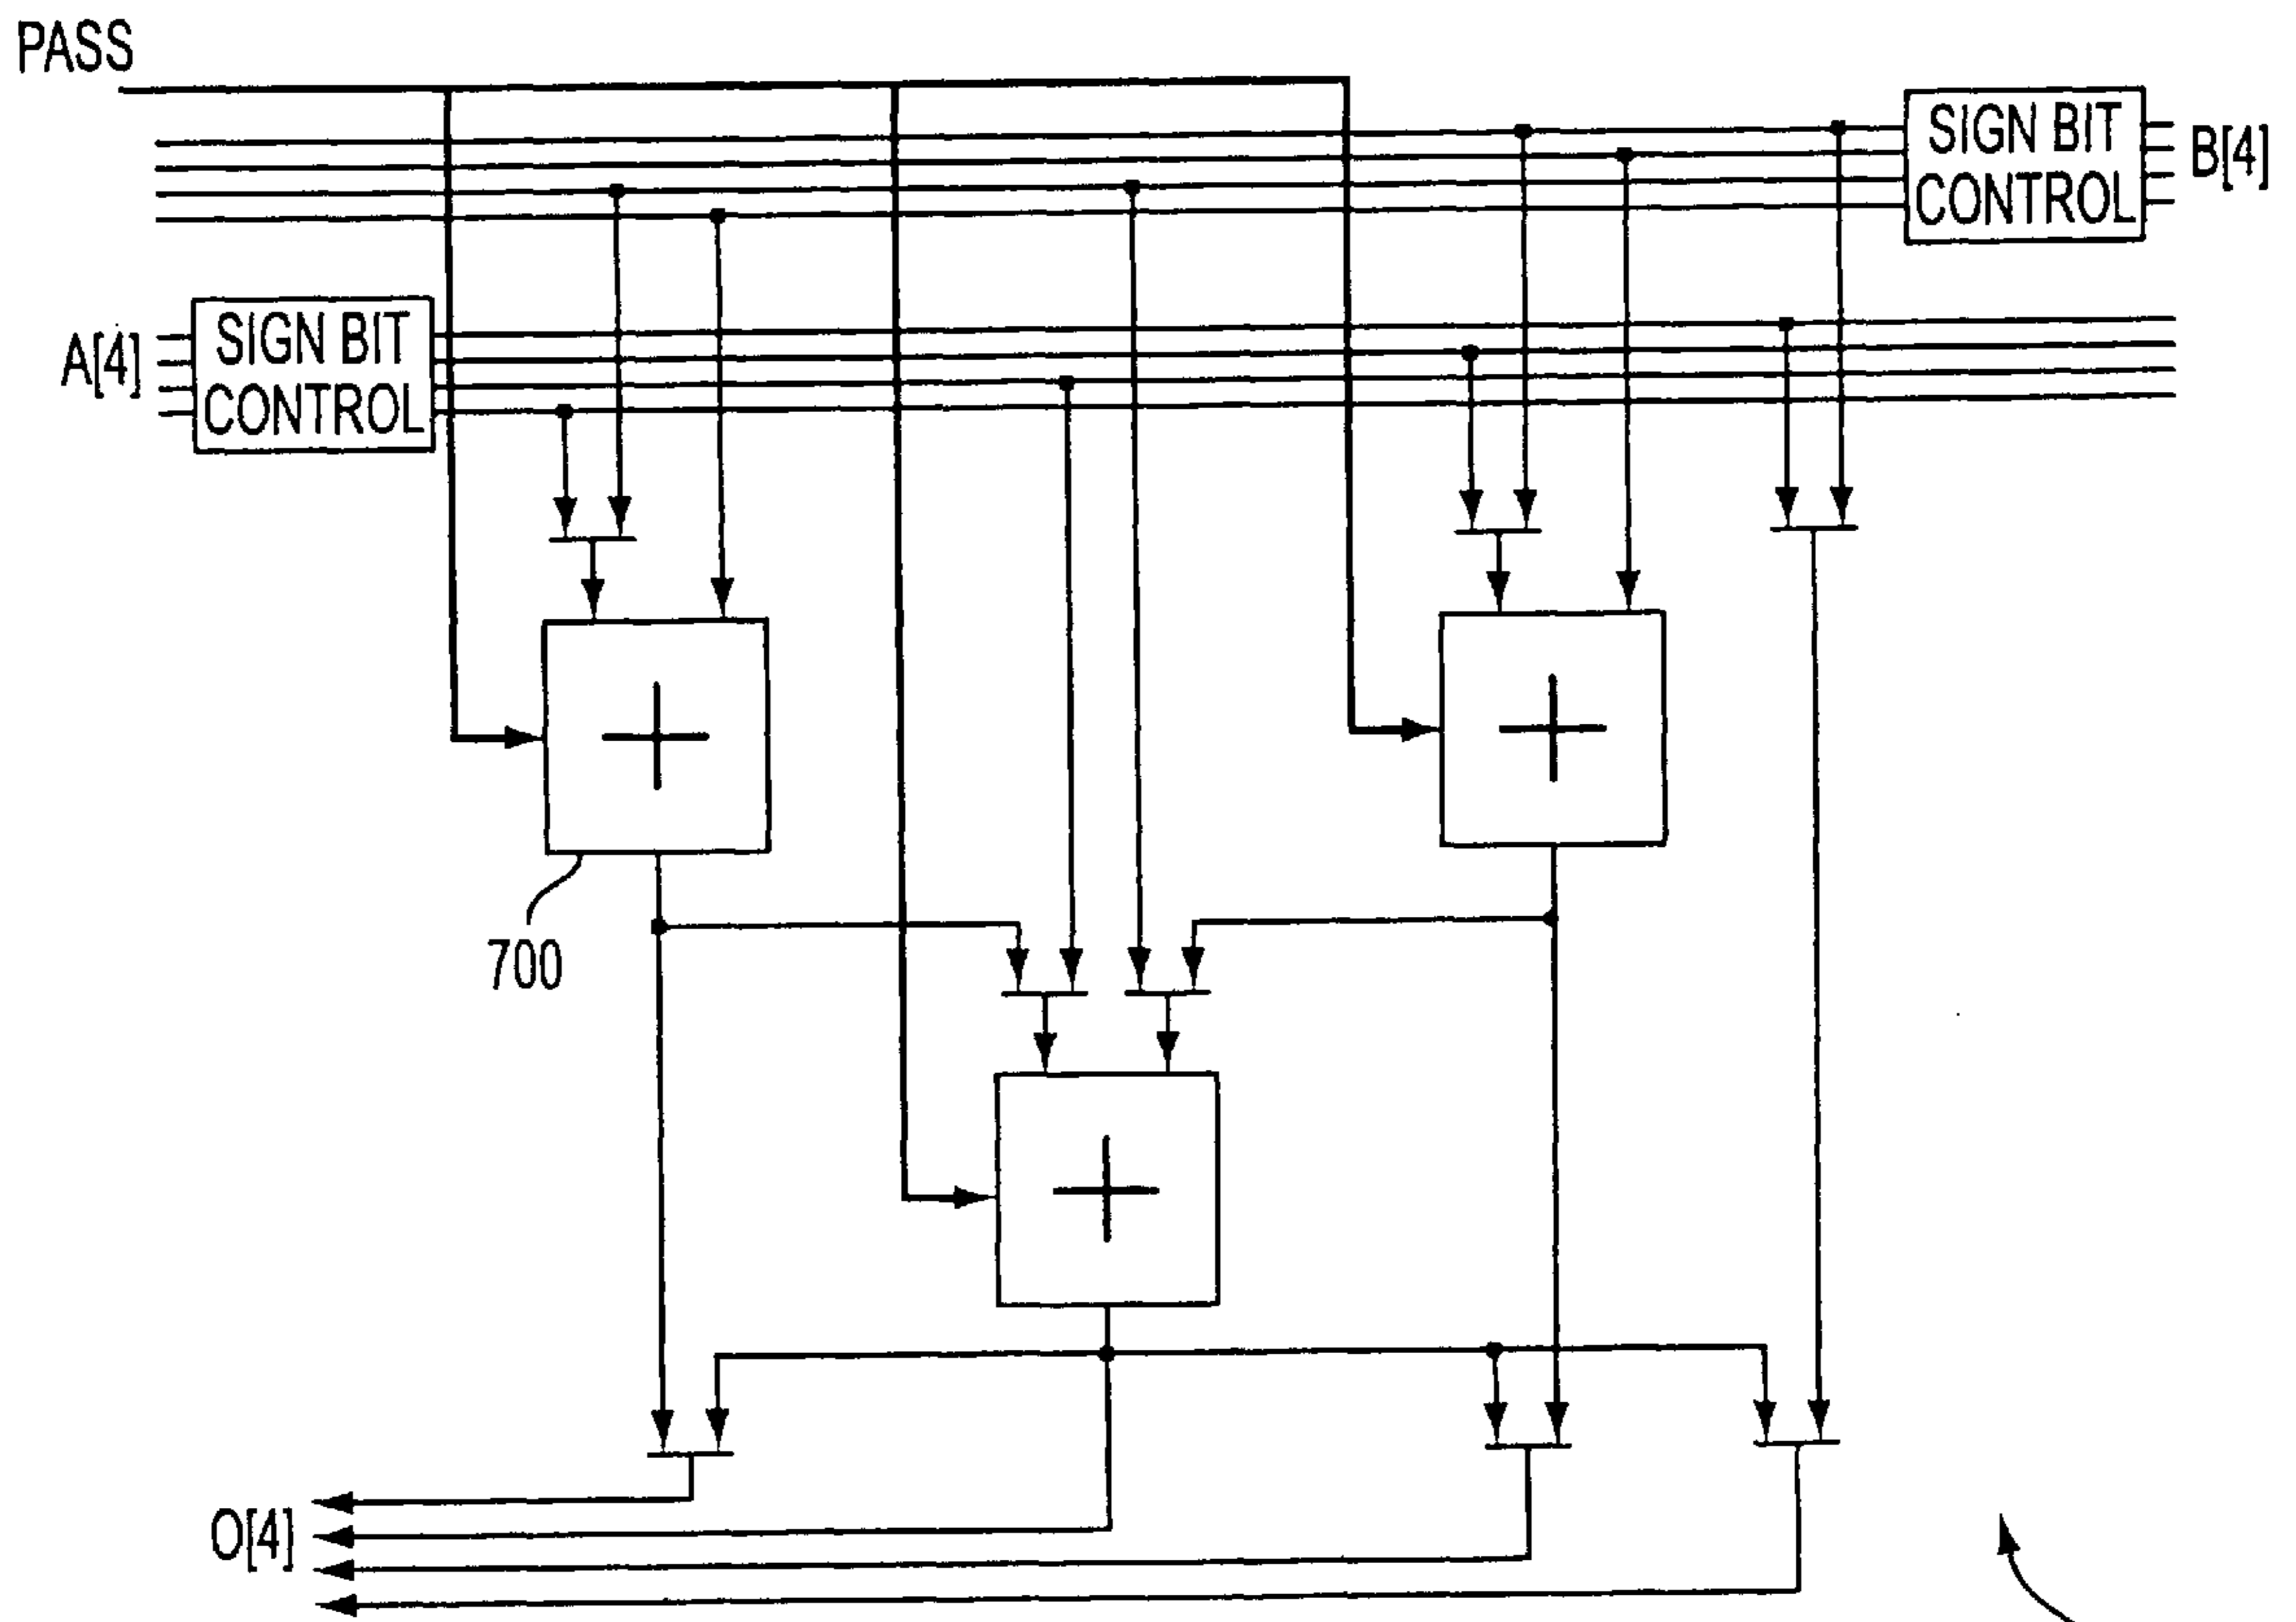 PASS
SIGN BIT
CONTROL
B[4]
A[4]
SIGN BIT
CONTROL
+
+
700
+
O[4]